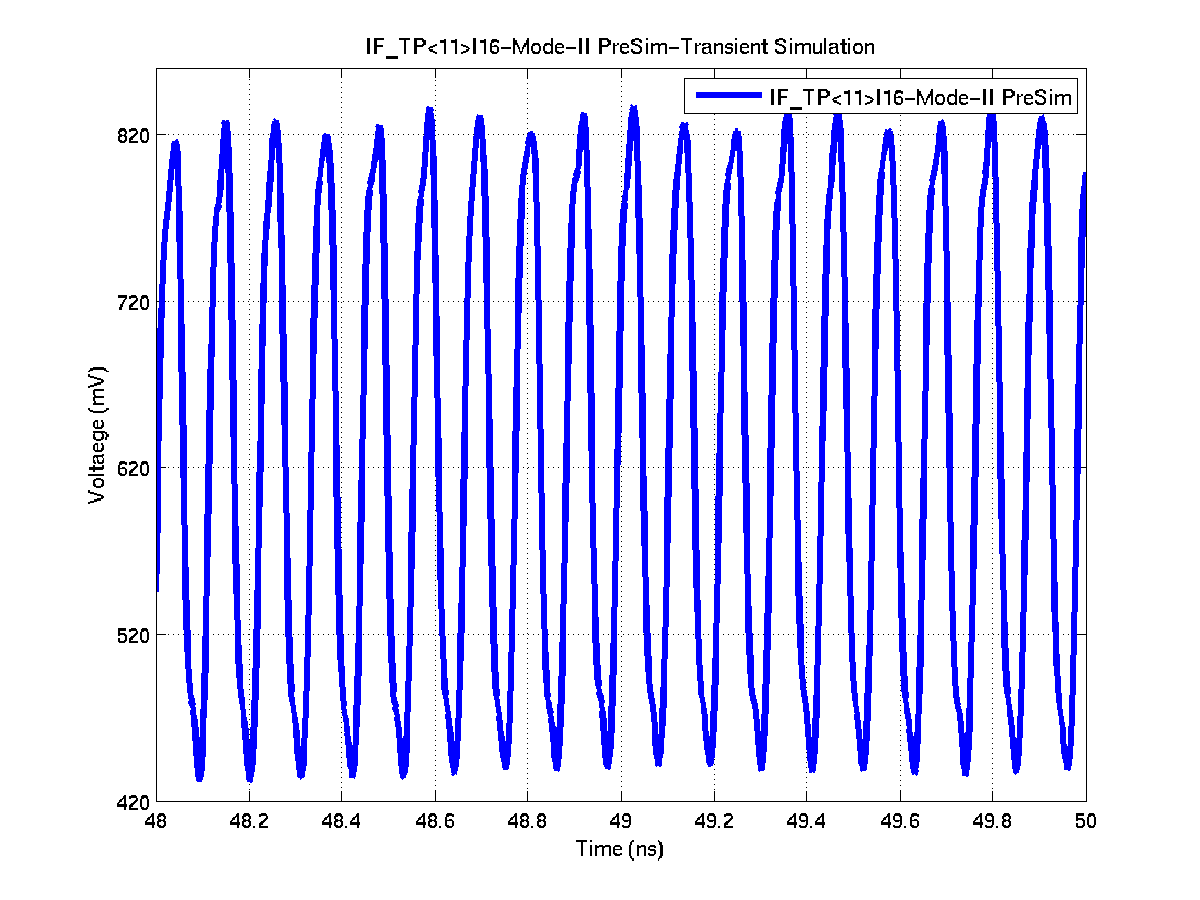 IF_TP<11>I16-Mode-II PreSim-Transient Simulation
IF_TP<11>I16-Mode-II PreSim
820
720
620
520
420
Voltaege (mV)
48 48.2 48.4 48.6 48.8 49 49.2 49.4 49.6 49.8 50
Time (ns)